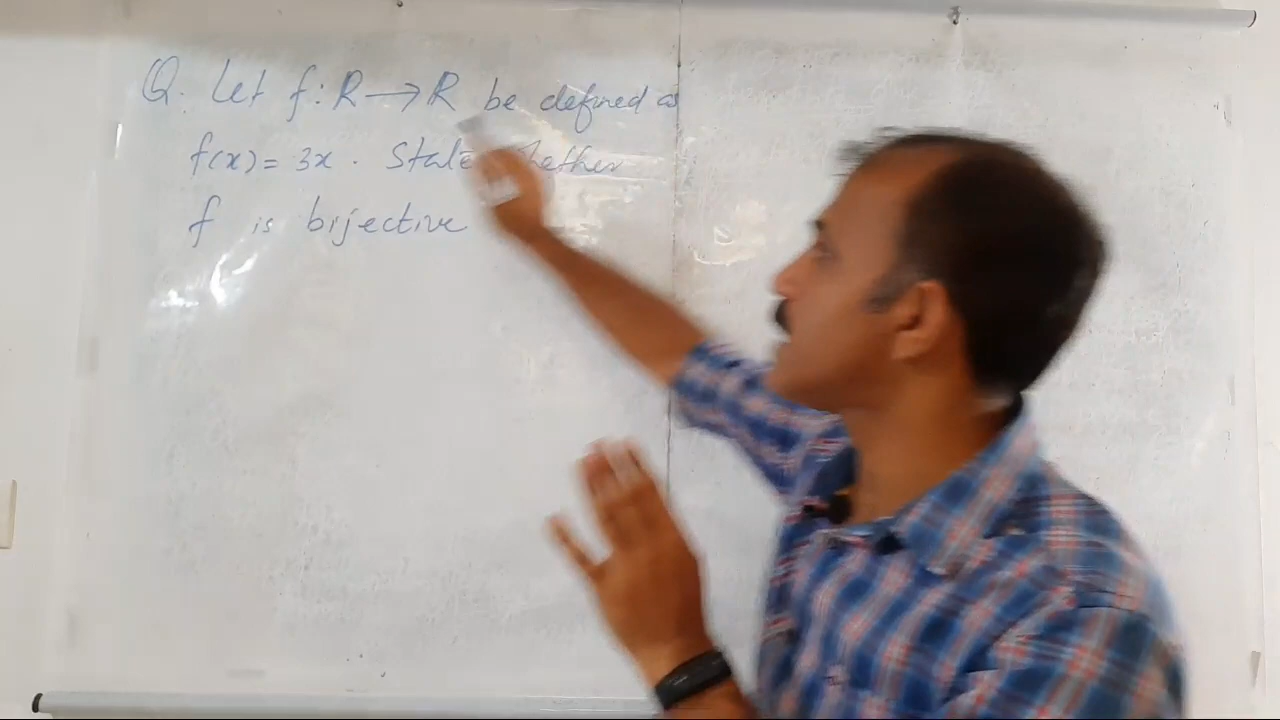 Q. Let f : R → R be defined as
f(x) = 3x . State whether
f is bijective